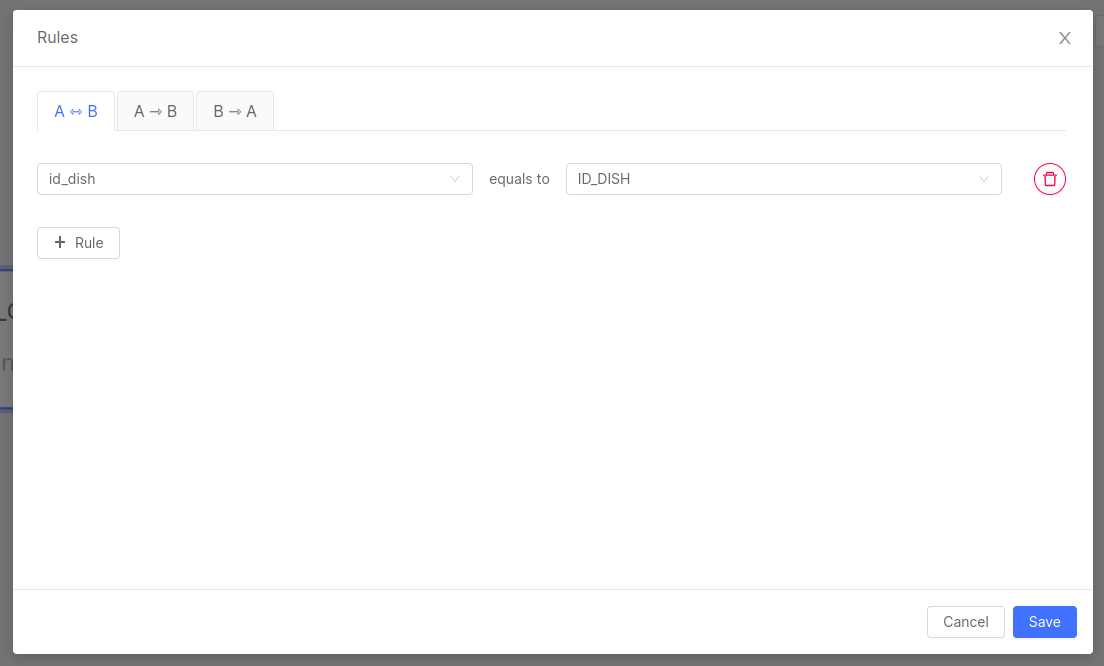 Rules
A ⇿ B
A ⇾ B
B ⇾ A
id_dish equals to ID_DISH
+ Rule
Cancel Save